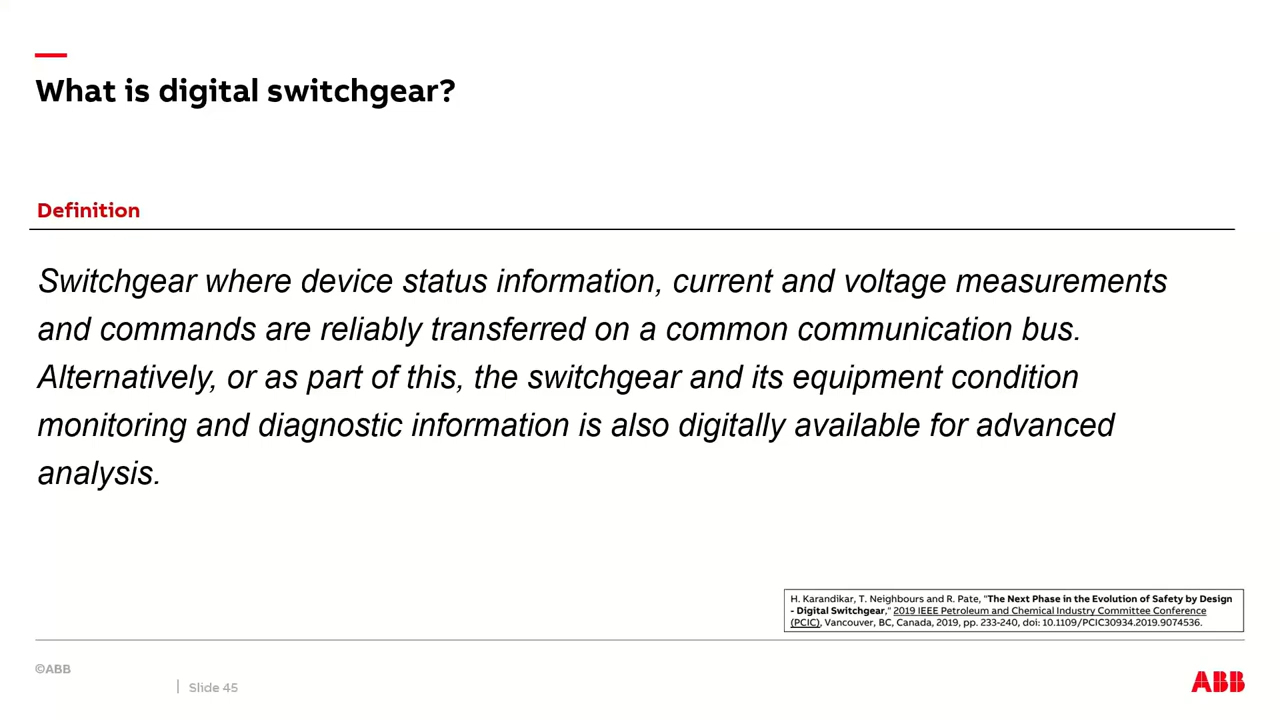 What is digital switchgear?
Definition
Switchgear where device status information, current and voltage measurements
and commands are reliably transferred on a common communication bus.
Alternatively, or as part of this, the switchgear and its equipment condition
monitoring and diagnostic information is also digitally available for advanced
analysis.
H. Karandikar, T. Neighbours and R. Pate, "The Next Phase in the Evolution of Safety by Design
- Digital Switchgear," 2019 IEEE Petroleum and Chemical Industry Committee Conference
(PCIC), Vancouver, BC, Canada, 2019, pp. 233-240, doi: 10.1109/PCIC30934.2019.9074536.
©ABB
Slide 45
ABB